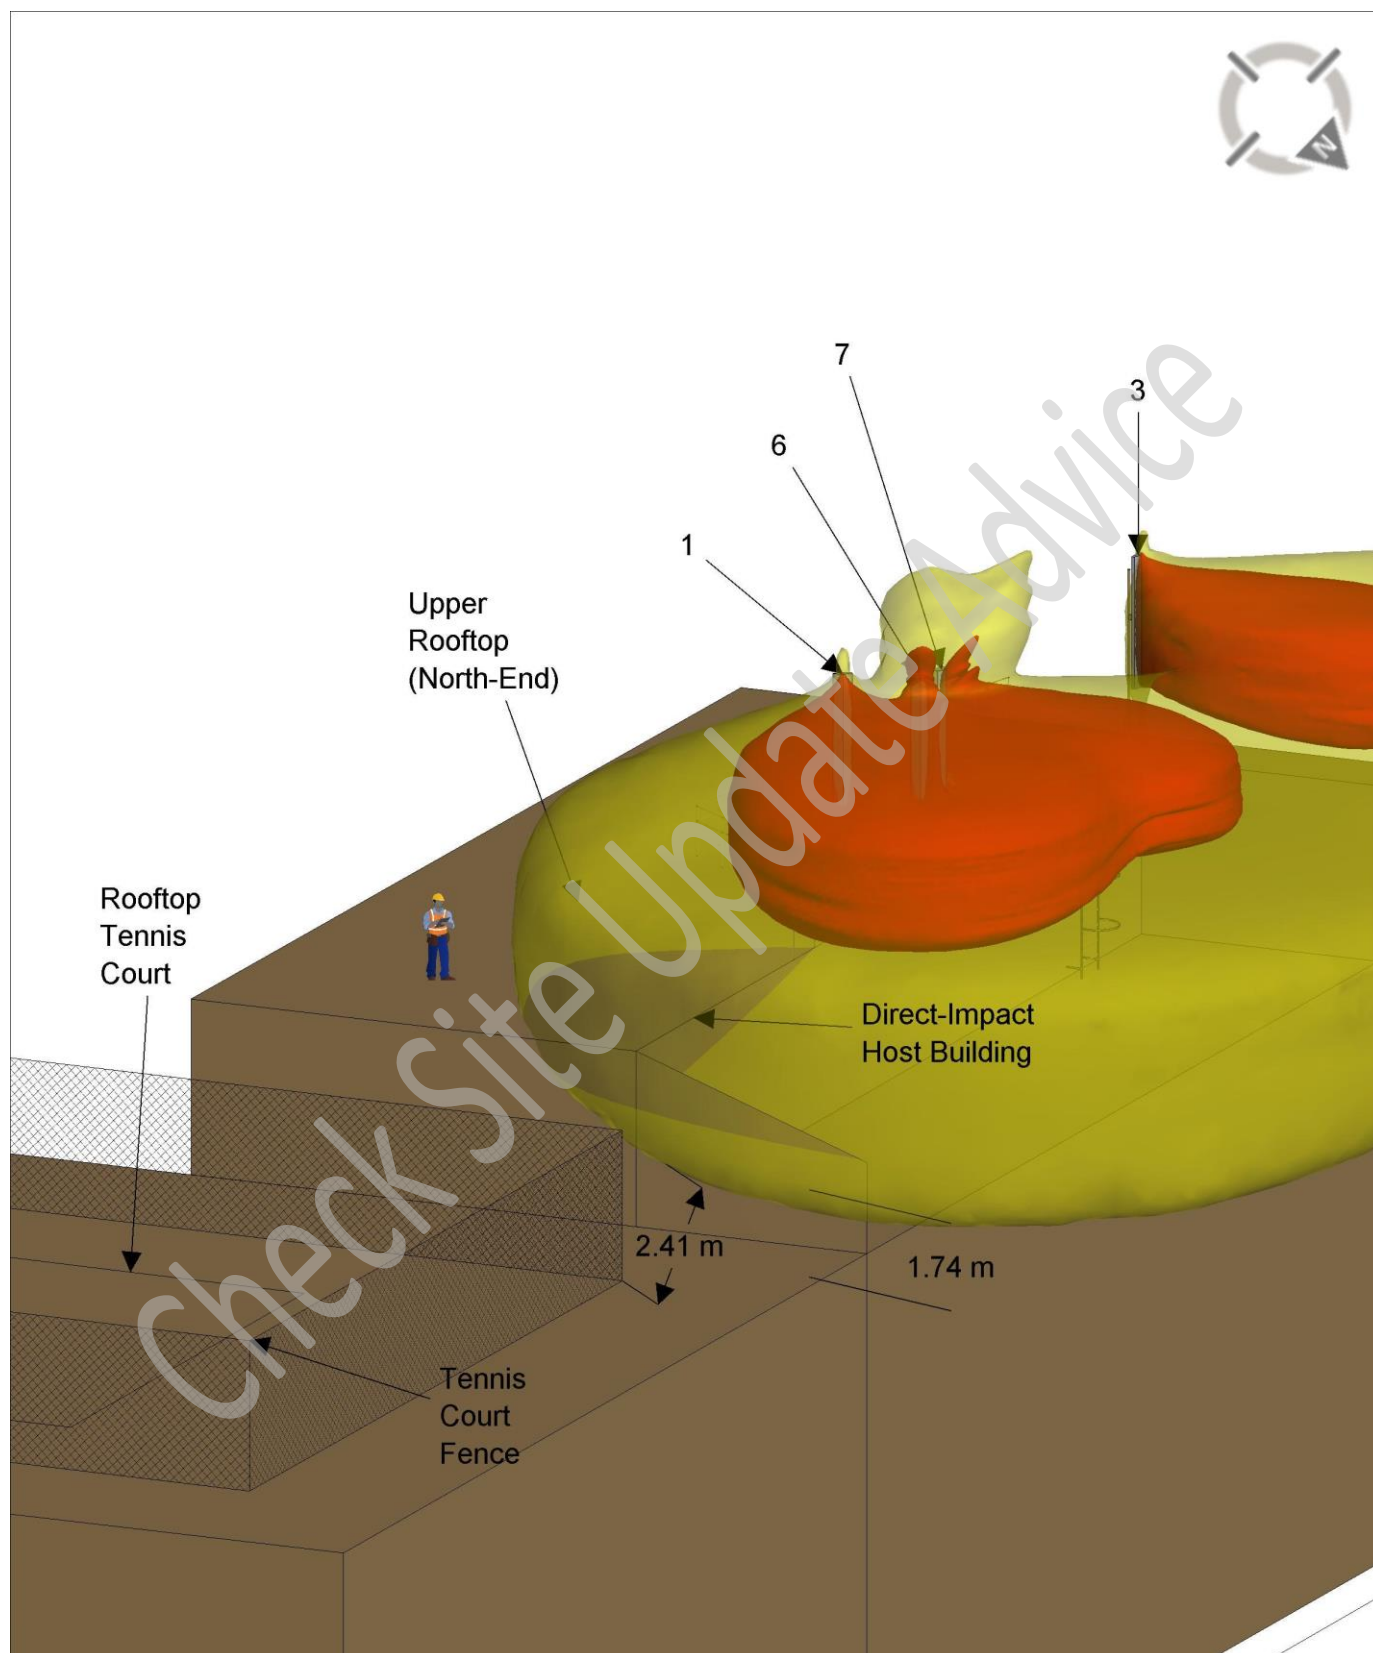 N
7
3
6
1
Upper
Rooftop
(North-End)
Rooftop
Tennis
Court
Direct-Impact
Host Building
2.41 m
1.74 m
Tennis
Court
Fence
Check Site Update Advice